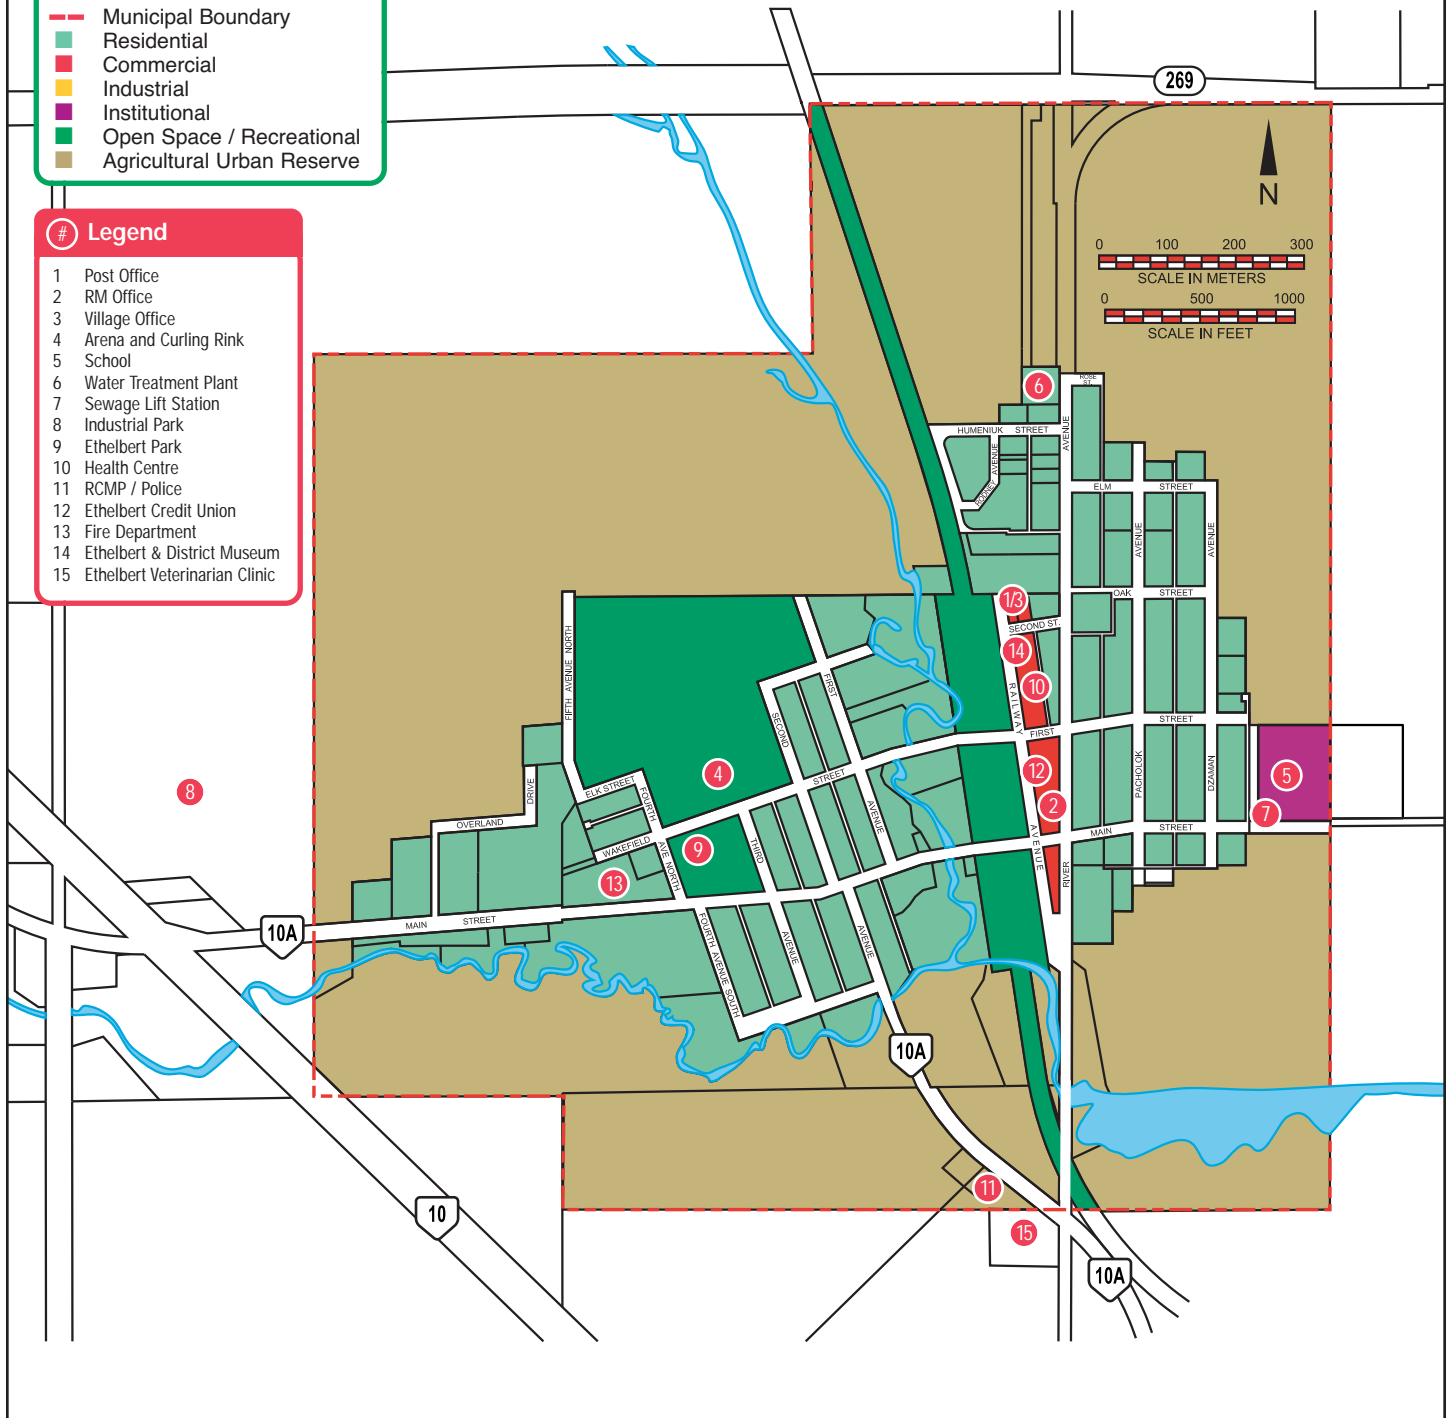 Municipal Boundary
Residential
Commercial
Industrial
Institutional
Open Space / Recreational
Agricultural Urban Reserve
# Legend
1 Post Office
2 RM Office
3 Village Office
4 Arena and Curling Rink
5 School
6 Water Treatment Plant
7 Sewage Lift Station
8 Industrial Park
9 Ethelbert Park
10 Health Centre
11 RCMP / Police
12 Ethelbert Credit Union
13 Fire Department
14 Ethelbert & District Museum
15 Ethelbert Veterinarian Clinic
269
N
0 100 200 300
SCALE IN METERS
0 500 1000
SCALE IN FEET
ROSE ST.
6
HUMENIUK STREET
AVENUE
RODNEY AVENUE
ELM STREET
AVENUE
AVENUE
OAK STREET
1/3
SECOND ST.
14
10
RAILWAY
FIRST
STREET
FIFTH AVENUE NORTH
FIRST
SECOND
STREET
4
12
2
5
7
8
PACHOLOK
DZAMAN
ELK STREET
FOURTH
DRIVE
OVERLAND
WAKEFIELD
AVE NORTH
9
THIRD
AVENUE
AVENUE
MAIN
STREET
RIVER
13
MAIN STREET
10A
FOURTH AVENUE SOUTH
AVENUE
AVENUE
10A
11
10
15
10A